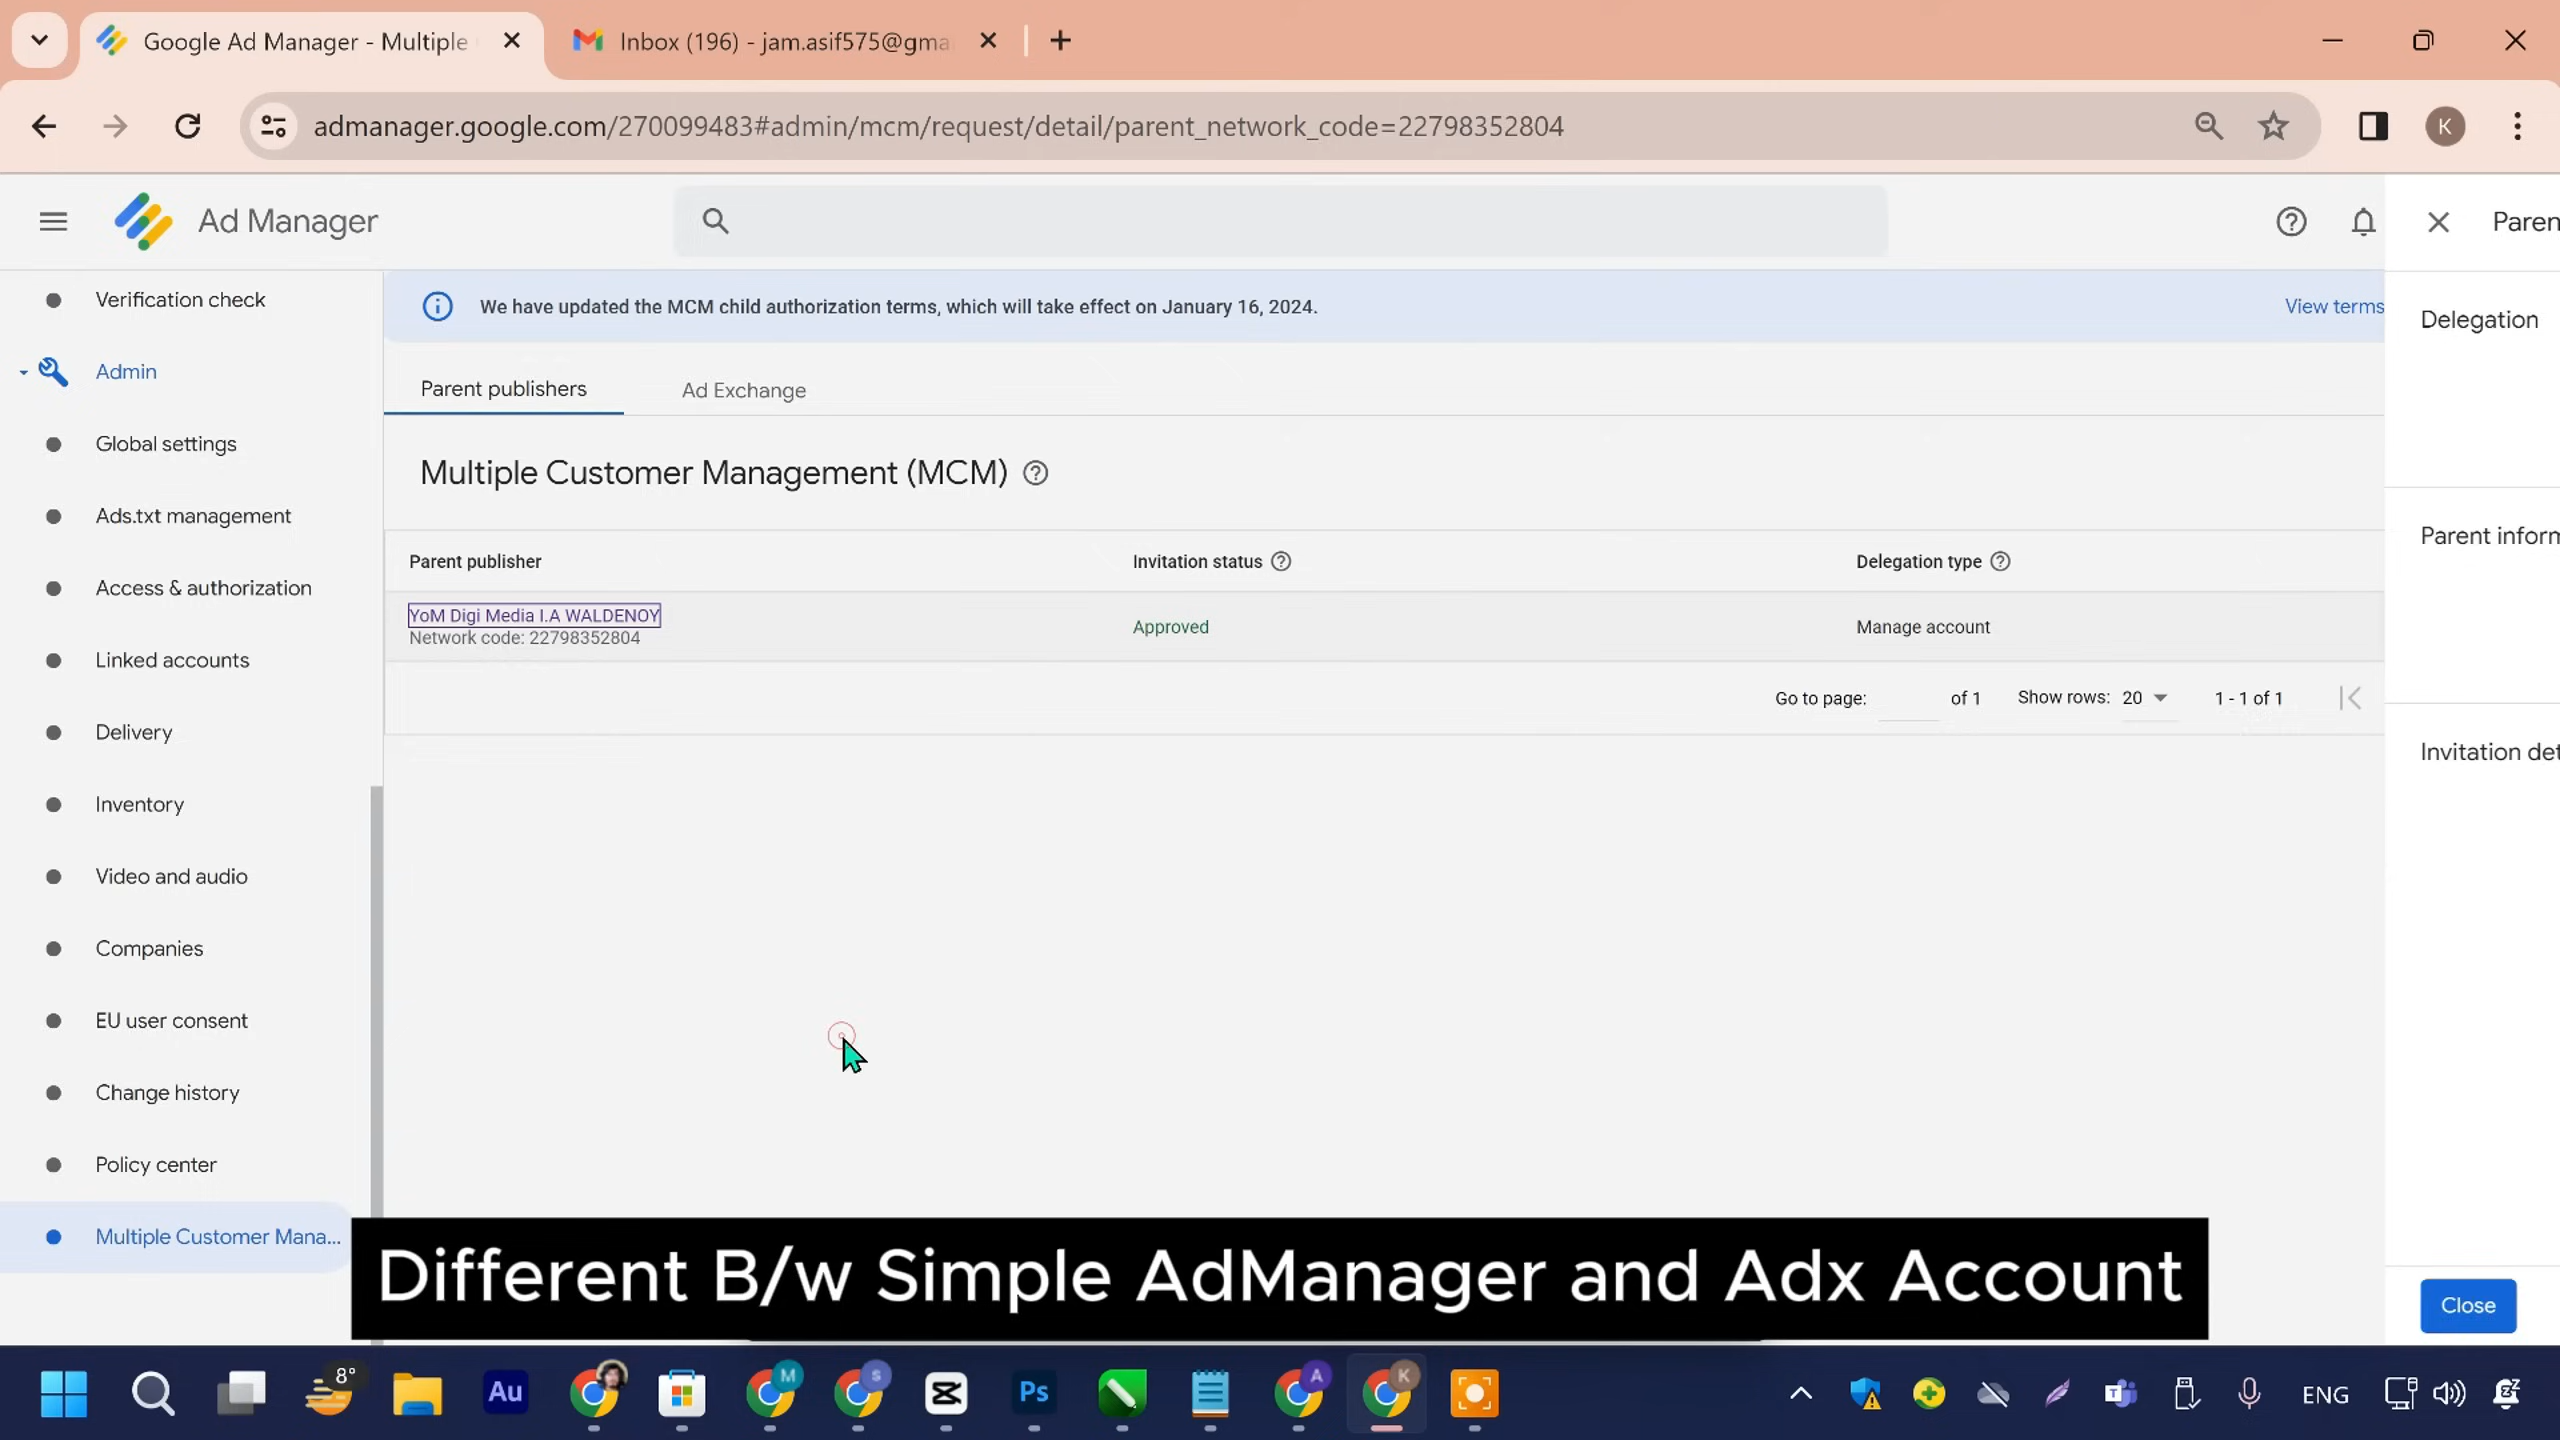 Google Ad Manager - Multiple
Inbox (196) - jam.asif575@gma
admanager.google.com/270099483#admin/mcm/request/detail/parent_network_code=22798352804
K
Ad Manager
Paren
Verification check
Admin
Global settings
Ads.txt management
Access & authorization
Linked accounts
Delivery
Inventory
Video and audio
Companies
EU user consent
Change history
Policy center
Multiple Customer Mana...
We have updated the MCM child authorization terms, which will take effect on January 16, 2024.
View terms
Parent publishers
Ad Exchange
Multiple Customer Management (MCM)
Parent publisher
Invitation status
Delegation type
YoM Digi Media I.A WALDENOY
Network code: 22798352804
Approved
Manage account
Go to page:
of 1
Show rows: 20
1 - 1 of 1
Delegation
Parent inform
Invitation det
Close
Different B/w Simple AdManager and Adx Account
8°
Au
M
S
Ps
A
K
ENG